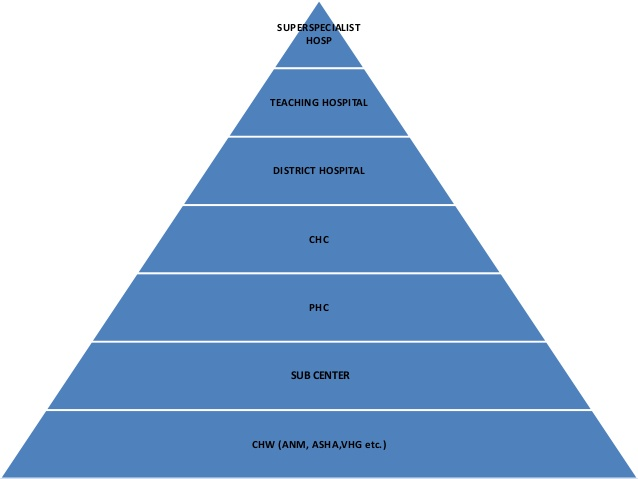 SUPERSPECIALIST
HOSP
TEACHING HOSPITAL
DISTRICT HOSPITAL
CHC
PHC
SUB CENTER
CHW (ANM, ASHA,VHG etc.)